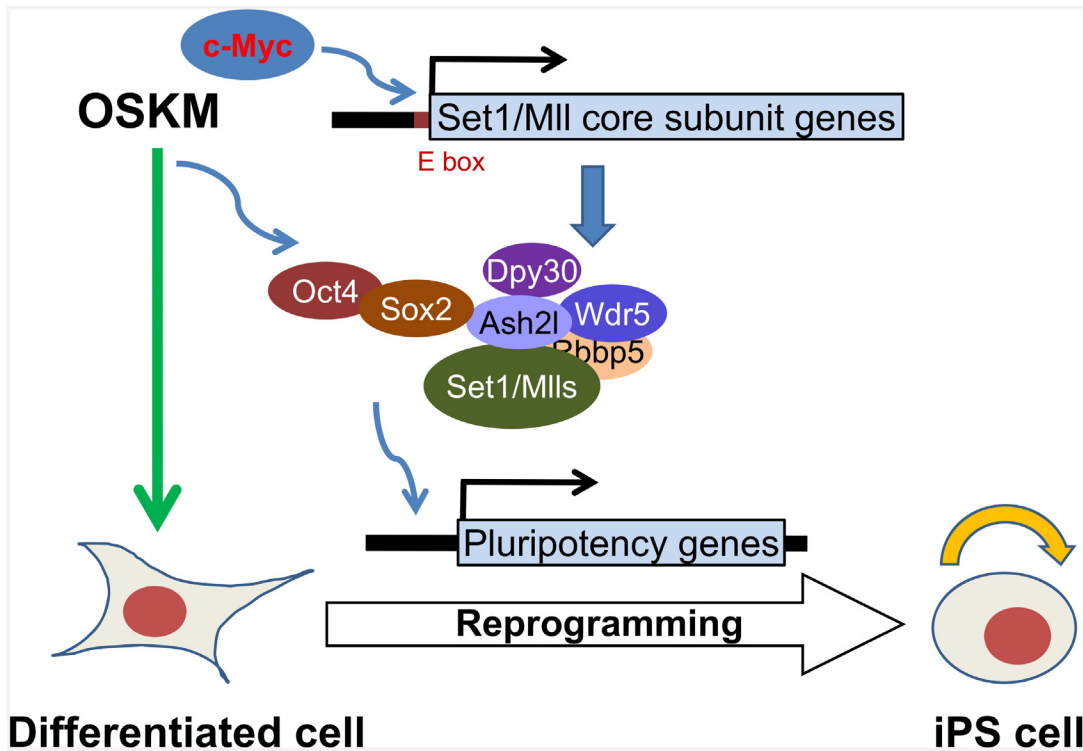 c-Myc
OSKM
Set1/Mll core subunit genes
E box
Dpy30
Oct4
Sox2
Ash2l
Wdr5
Rbbp5
Set1/Mlls
Pluripotency genes
Reprogramming
Differentiated cell
iPS cell